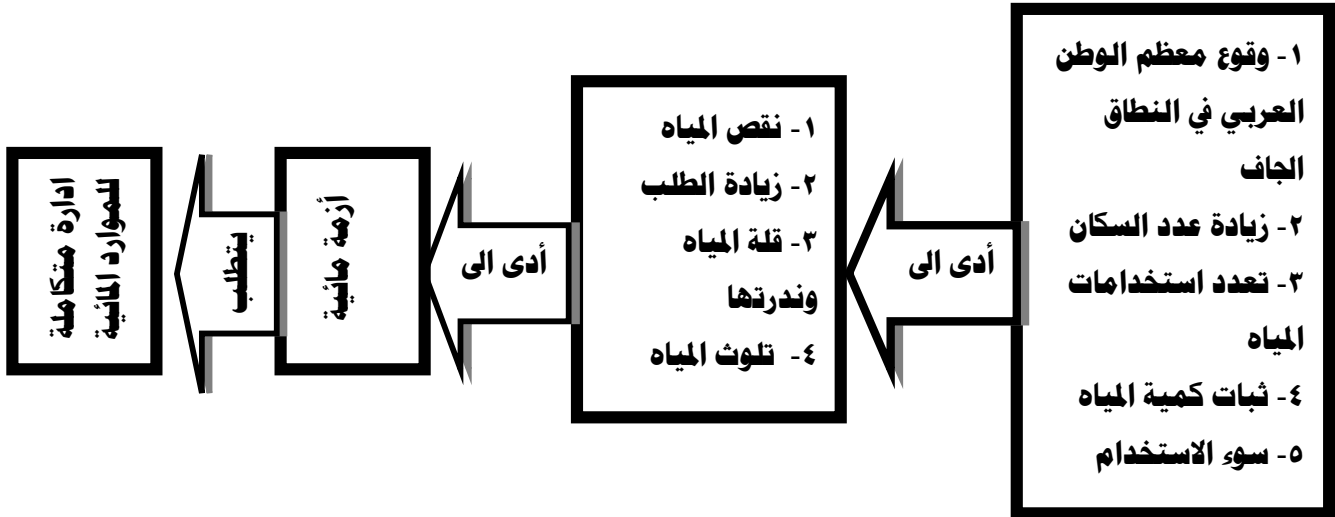 ١- وقوع معظم الوطن
العربي في النطاق
الجاف
٢- زيادة عدد السكان
٣- تعدد استخدامات
المياه
٤- ثبات كمية المياه
٥- سوء الاستخدام
أدى الى
١- نقص المياه
٢- زيادة الطلب
٣- قلة المياه
وندرتها
٤- تلوث المياه
أدى الى
أزمة مائية
يتطلب
ادارة متكاملة
للموارد المائية